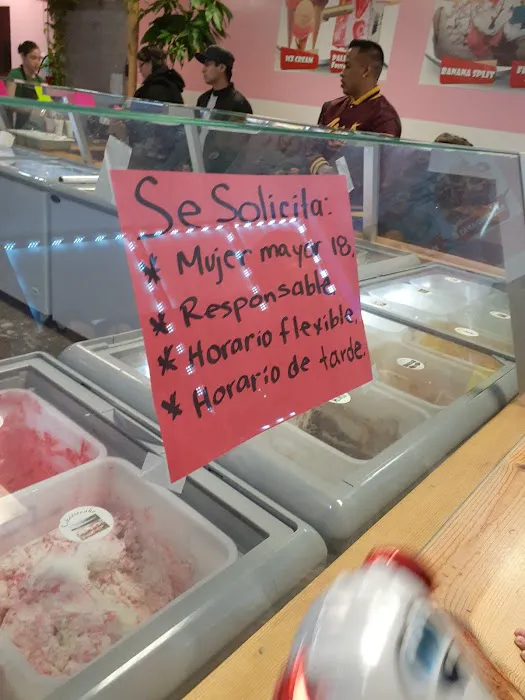 ICE CREAM
BANANA SPLIT
Se Solicita:
* Mujer mayor 18.
* Responsable
* Horario flexible.
* Horario de tarde.